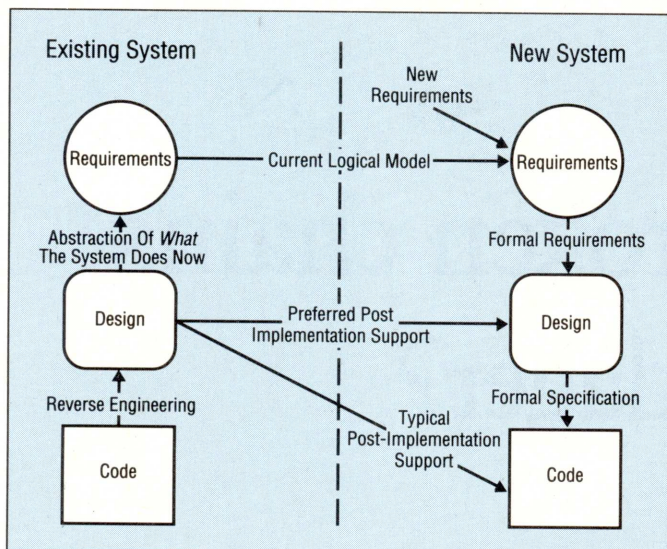 Existing System
New System
New
Requirements
Requirements
Current Logical Model
Requirements
Abstraction Of What
The System Does Now
Formal Requirements
Design
Preferred Post
Implementation Support
Design
Reverse Engineering
Formal Specification
Typical
Post-Implementation
Support
Code
Code